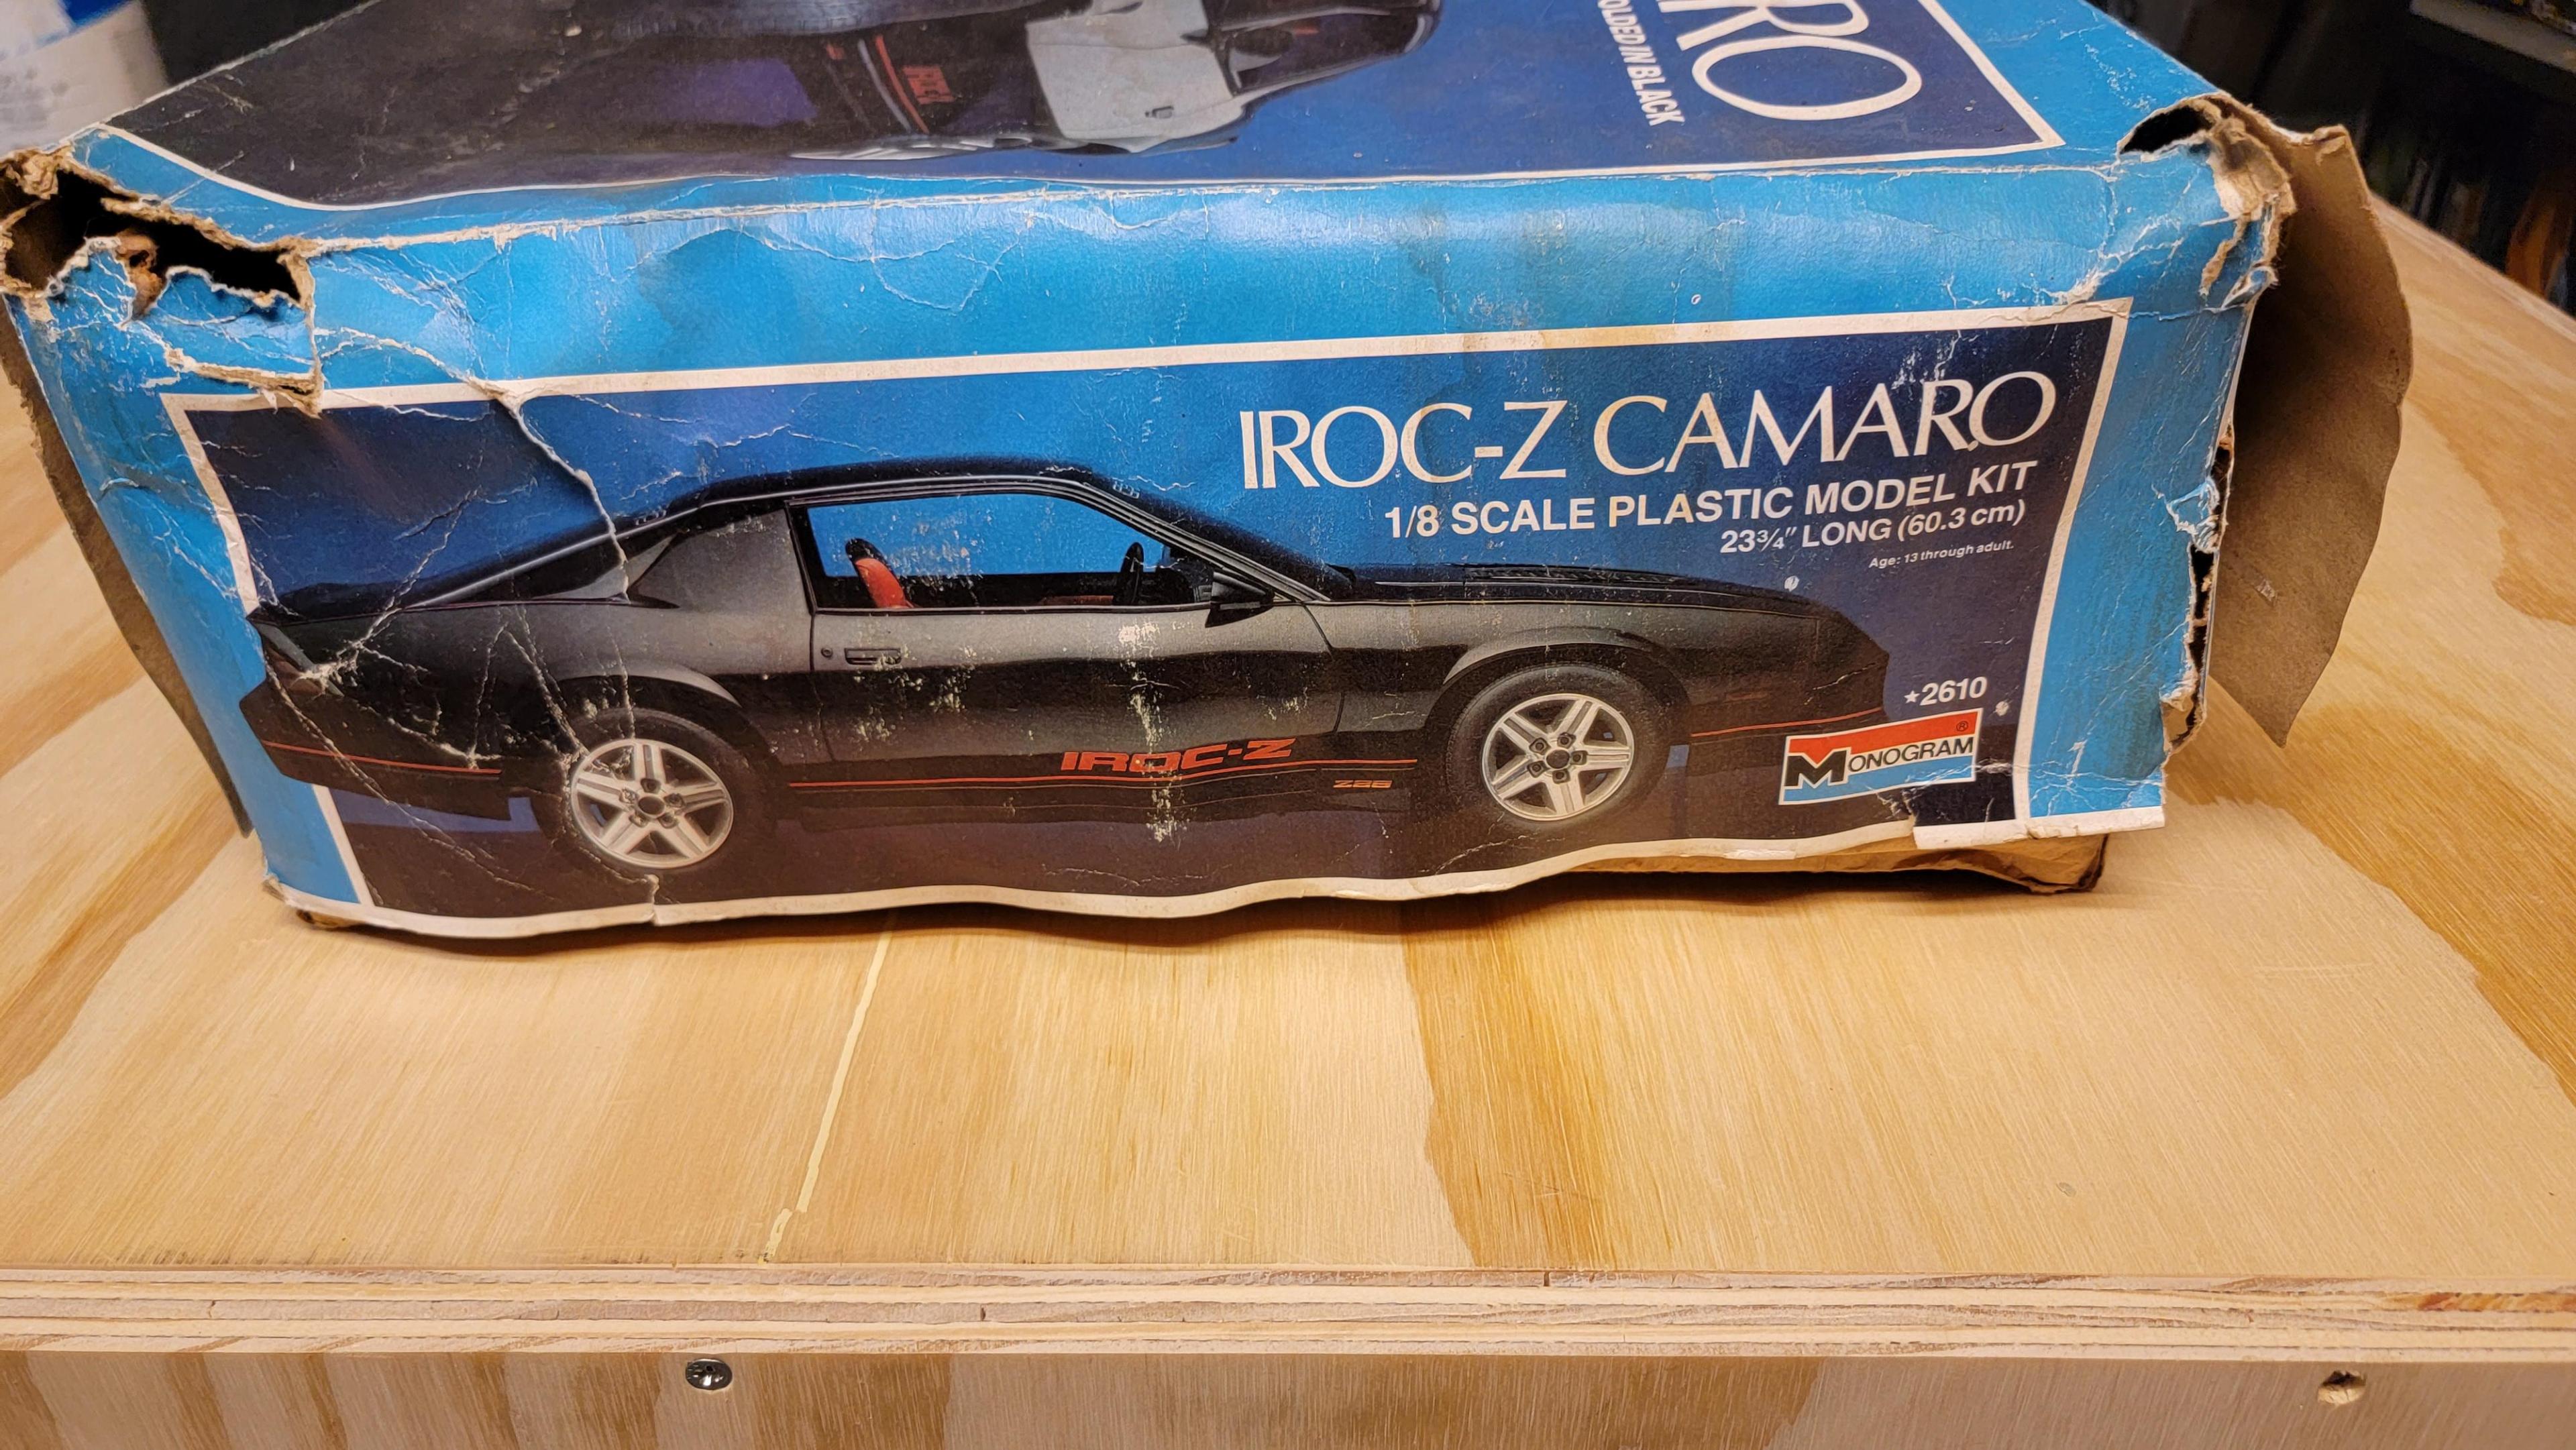 RO
OLDED IN BLACK
IROC-Z CAMARO
1/8 SCALE PLASTIC MODEL KIT
23¾" LONG (60.3 cm)
Age: 13 through adult.
★2610
MONOGRAM®
IROC-Z
Z28